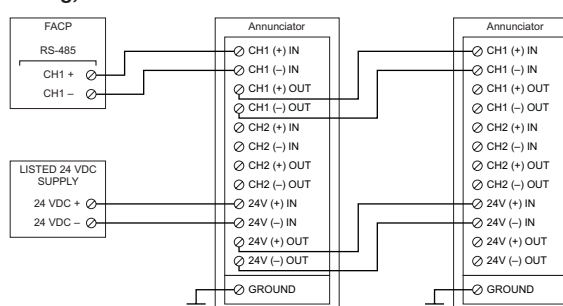 FACP
RS-485
CH1 +
CH1 –
LISTED 24 VDC
SUPPLY
24 VDC +
24 VDC –
Annunciator
CH1 (+) IN
CH1 (–) IN
CH1 (+) OUT
CH1 (–) OUT
CH2 (+) IN
CH2 (–) IN
CH2 (+) OUT
CH2 (–) OUT
24V (+) IN
24V (–) IN
24V (+) OUT
24V (–) OUT
GROUND
Annunciator
CH1 (+) IN
CH1 (–) IN
CH1 (+) OUT
CH1 (–) OUT
CH2 (+) IN
CH2 (–) IN
CH2 (+) OUT
CH2 (–) OUT
24V (+) IN
24V (–) IN
24V (+) OUT
24V (–) OUT
GROUND